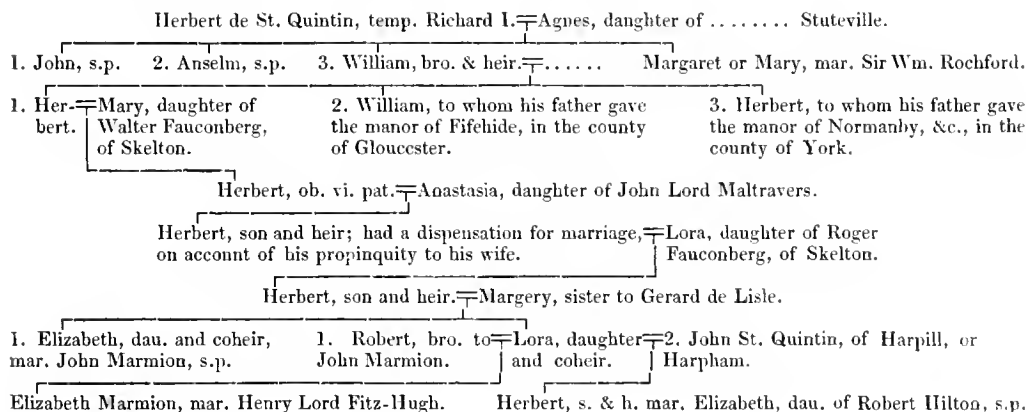 Herbert de St. Quintin, temp. Richard I.=Agnes, daughter of ........ Stuteville.
1. John, s.p. 2. Anselm, s.p. 3. William, bro. & heir.=...... Margaret or Mary, mar. Sir Wm. Rochford.
1. Her-=Mary, daughter of 2. William, to whom his father gave 3. Herbert, to whom his father gave
bert. Walter Fauconberg, the manor of Fifehide, in the county the manor of Normanby, &c., in the
of Skelton. of Gloucester. county of York.
Herbert, ob. vi. pat.=Anastasia, daughter of John Lord Maltravers.
Herbert, son and heir; had a dispensation for marriage,=Lora, daughter of Roger
on account of his propinquity to his wife. Fauconberg, of Skelton.
Herbert, son and heir.=Margery, sister to Gerard de Lisle.
1. Elizabeth, dau. and coheir, 1. Robert, bro. to=Lora, daughter=2. John St. Quintin, of Harpill, or
mar. John Marmion, s.p. John Marmion. and coheir. Harpham.
Elizabeth Marmion, mar. Henry Lord Fitz-Hugh. Herbert, s. & h. mar. Elizabeth, dau. of Robert Hilton, s.p.